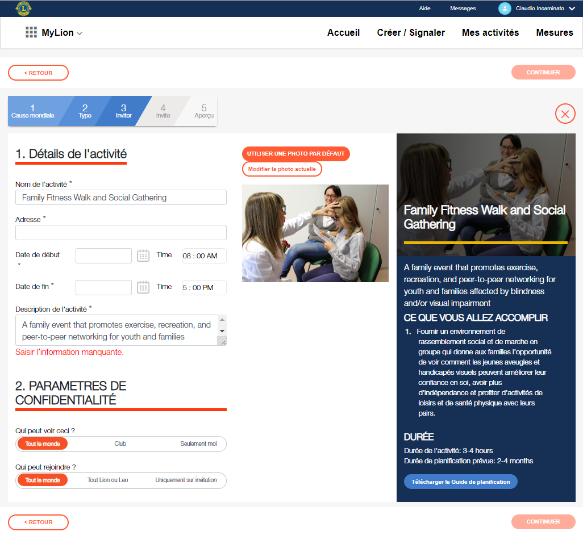 Aide Messages Claudio Incaminato
MyLion Accueil Créer / Signaler Mes activités Mesures
< RETOUR CONTINUER
1 2 3 4 5
Cause mondiale Typo Invitor Invite Aperçu
1. Détails de l'activité
Nom de l'activité *
Family Fitness Walk and Social Gathering
Adresse *
Date de début * Time 08 : 00 AM
Date de fin * Time 5 : 00 PM
Description de l'activité *
A family event that promotes exercise, recreation, and
peer-to-peer networking for youth and families
Saisir l'information manquante.
2. PARAMETRES DE
CONFIDENTIALITÉ
Qui peut voir ceci ?
Tout le monde Club Seulement moi
Qui peut rejoindre ?
Tout le monde Tout Lion ou Leo Uniquement sur invitation
UTILISER UNE PHOTO PAR DÉFAUT
Modifier la photo actuelle
Family Fitness Walk and Social
Gathering
A family event that promotes exercise,
recreation, and peer-to-peer networking for
youth and families affected by blindness
and/or visual impairment
CE QUE VOUS ALLEZ ACCOMPLIR
1. Fournir un environnement de
rassemblement social et de marche en
groupe qui donne aux familles l'opportunité
de voir comment les jeunes aveugles et
handicapés visuels peuvent améliorer leur
confiance en soi, avoir plus
d'indépendance et profiter d'activités de
loisirs et de santé physique avec leurs
pairs.
DURÉE
Durée de l'activité: 3-4 hours
Durée de planification prévue: 2-4 months
Télécharger le Guide de planification
< RETOUR CONTINUER